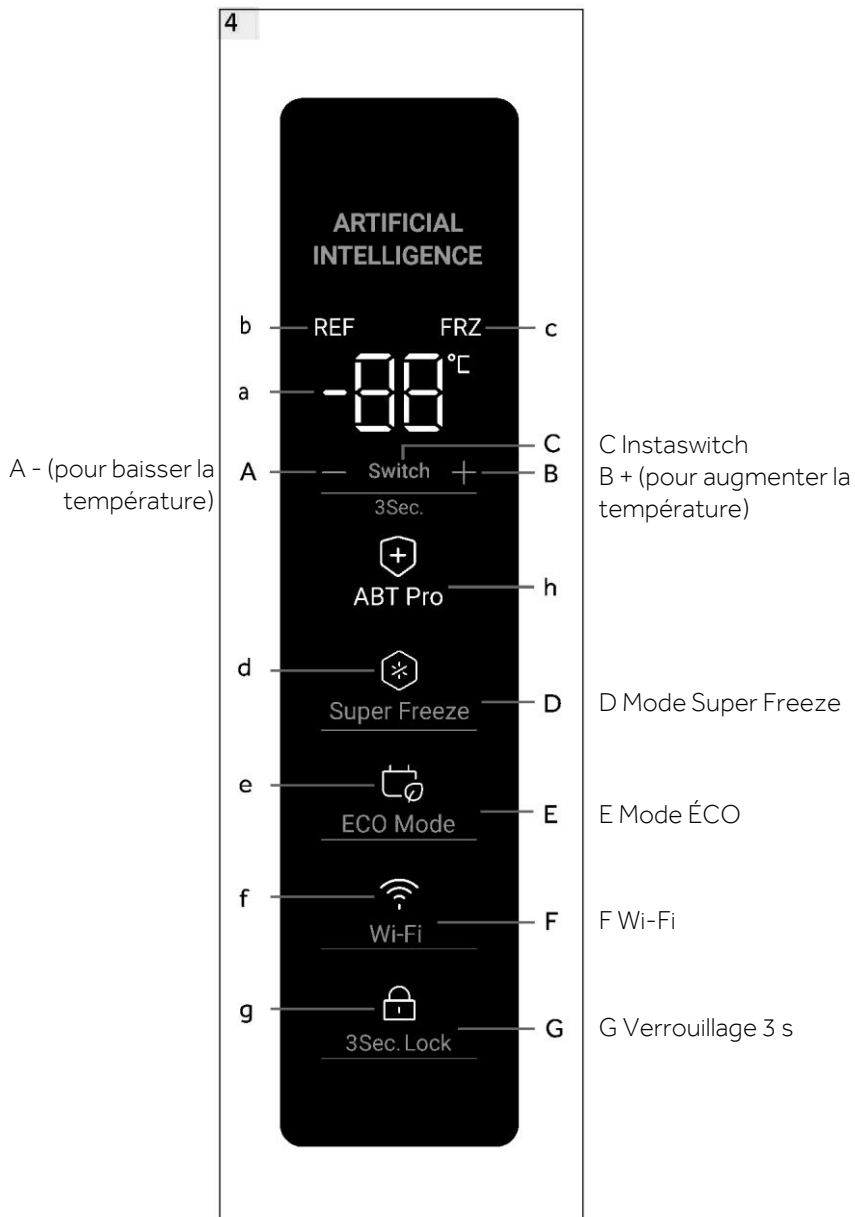 4
ARTIFICIAL
INTELLIGENCE
b REF FRZ c
a -88 °C
C C Instaswitch
A - (pour baisser la
température)
A - Switch + B
B + (pour augmenter la
température)
3Sec.
ABT Pro h
d
Super Freeze D D Mode Super Freeze
e
ECO Mode E E Mode ÉCO
f
Wi-Fi F F Wi-Fi
g
3Sec. Lock G G Verrouillage 3 s